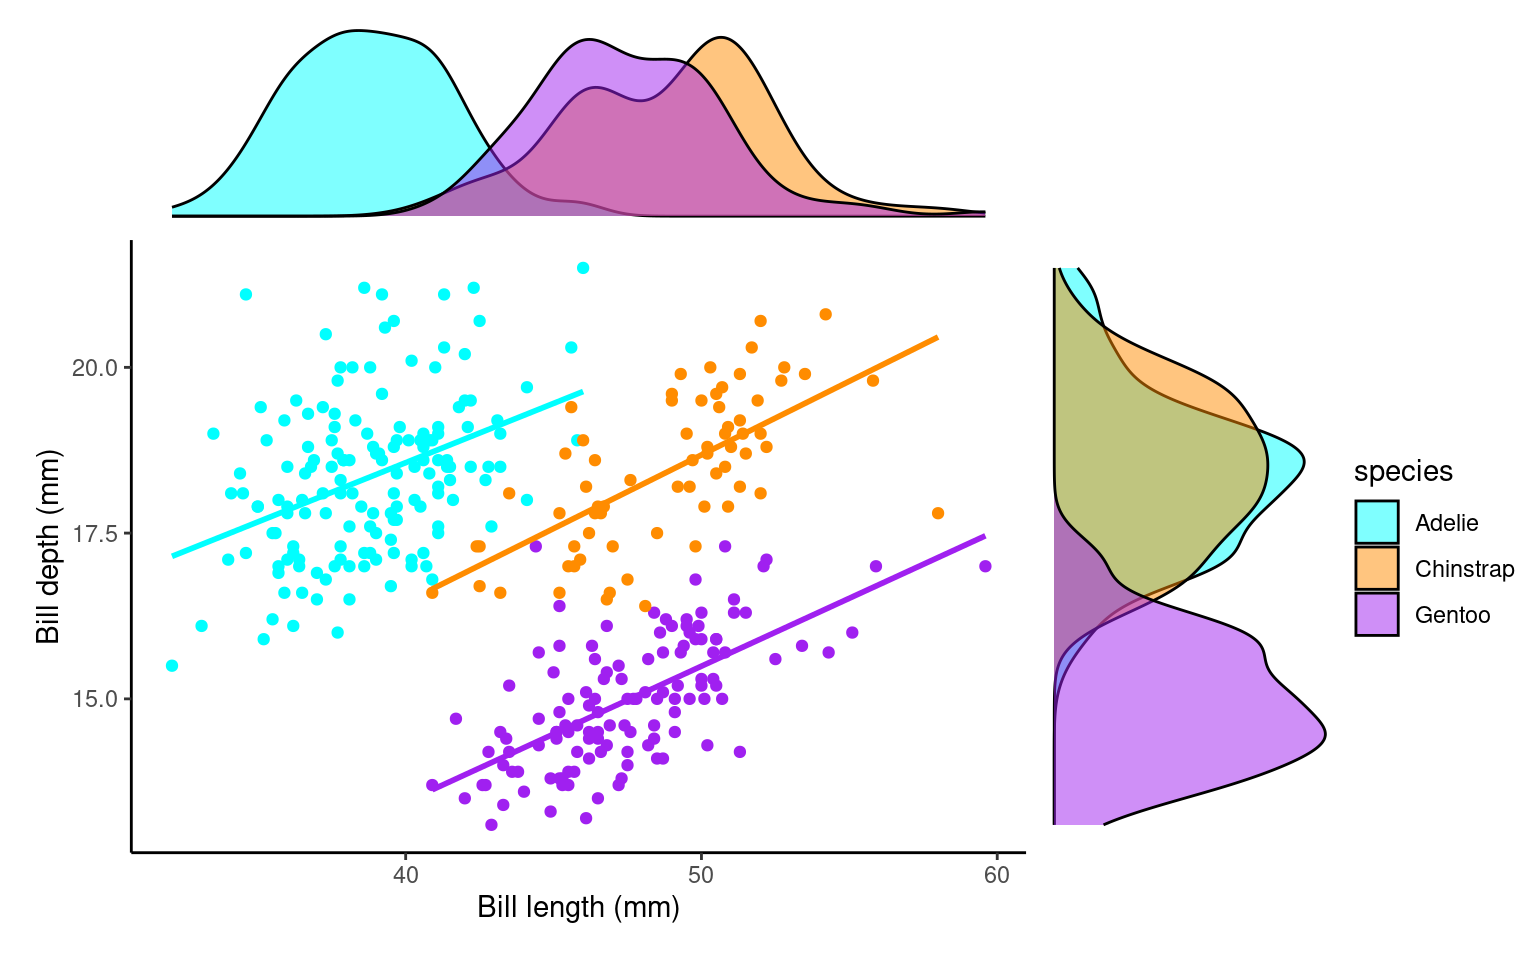 20.0
17.5
15.0
Bill depth (mm)
40
50
60
Bill length (mm)
species
Adelie
Chinstrap
Gentoo